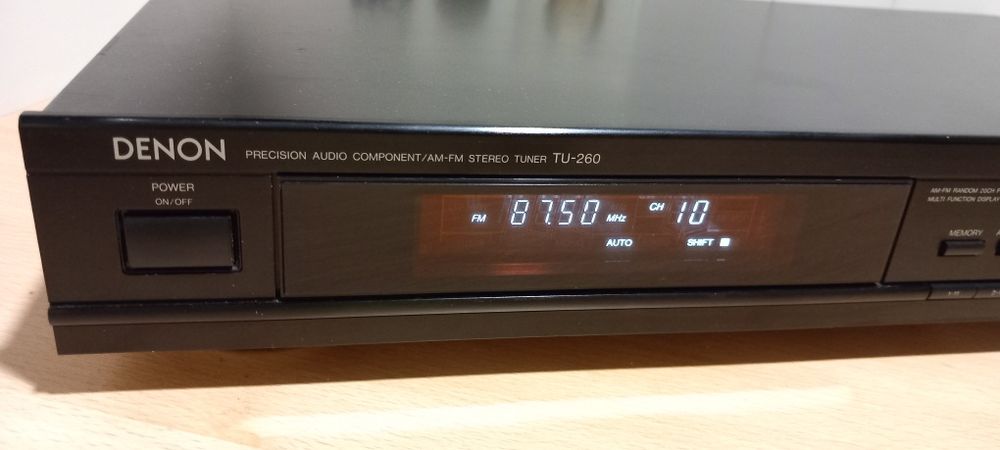 DENON PRECISION AUDIO COMPONENT/AM-FM STEREO TUNER TU-260
POWER
ON/OFF
FM 87.50 MHz CH 10
AUTO SHIFT
AM-FM RANDOM 20CH
MULTI FUNCTION DISPLAY
MEMORY